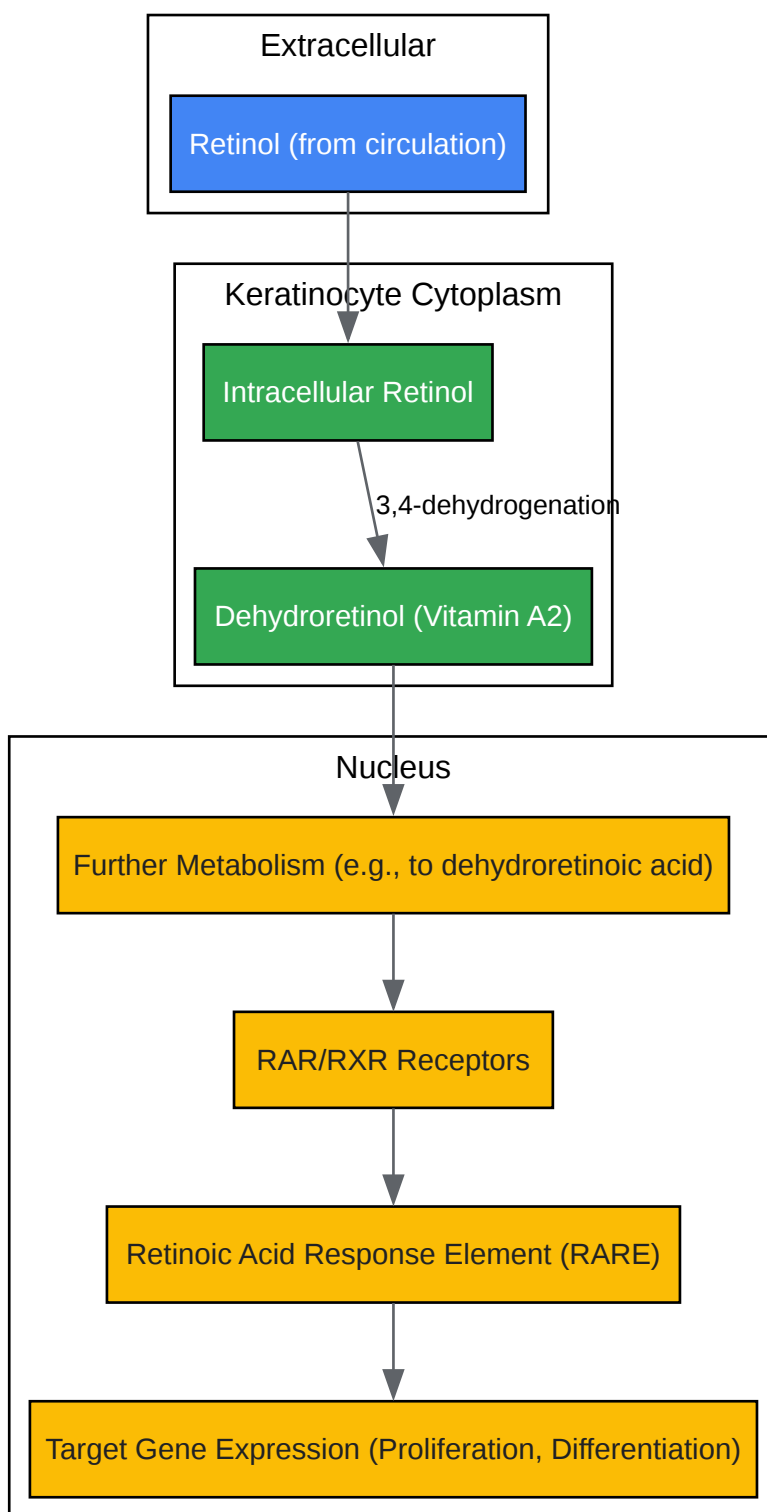 Extracellular
Retinol (from circulation)
Keratinocyte Cytoplasm
Intracellular Retinol
3,4-dehydrogenation
Dehydroretinol (Vitamin A2)
Nucleus
Further Metabolism (e.g., to dehydroretinoic acid)
RAR/RXR Receptors
Retinoic Acid Response Element (RARE)
Target Gene Expression (Proliferation, Differentiation)